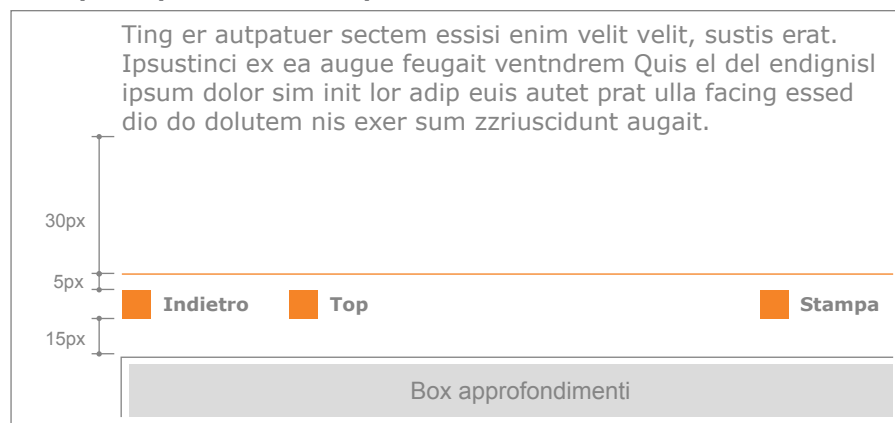 Ting er autpatuer sectem essisi enim velit velit, sustis erat.
Ipsustinci ex ea augue feugait ventndrem Quis el del endignisl
ipsum dolor sim init lor adip euis autet prat ulla facing essed
dio do dolutem nis exer sum zzriuscidunt augait.
30px
5px
Indietro Top Stampa
15px
Box approfondimenti